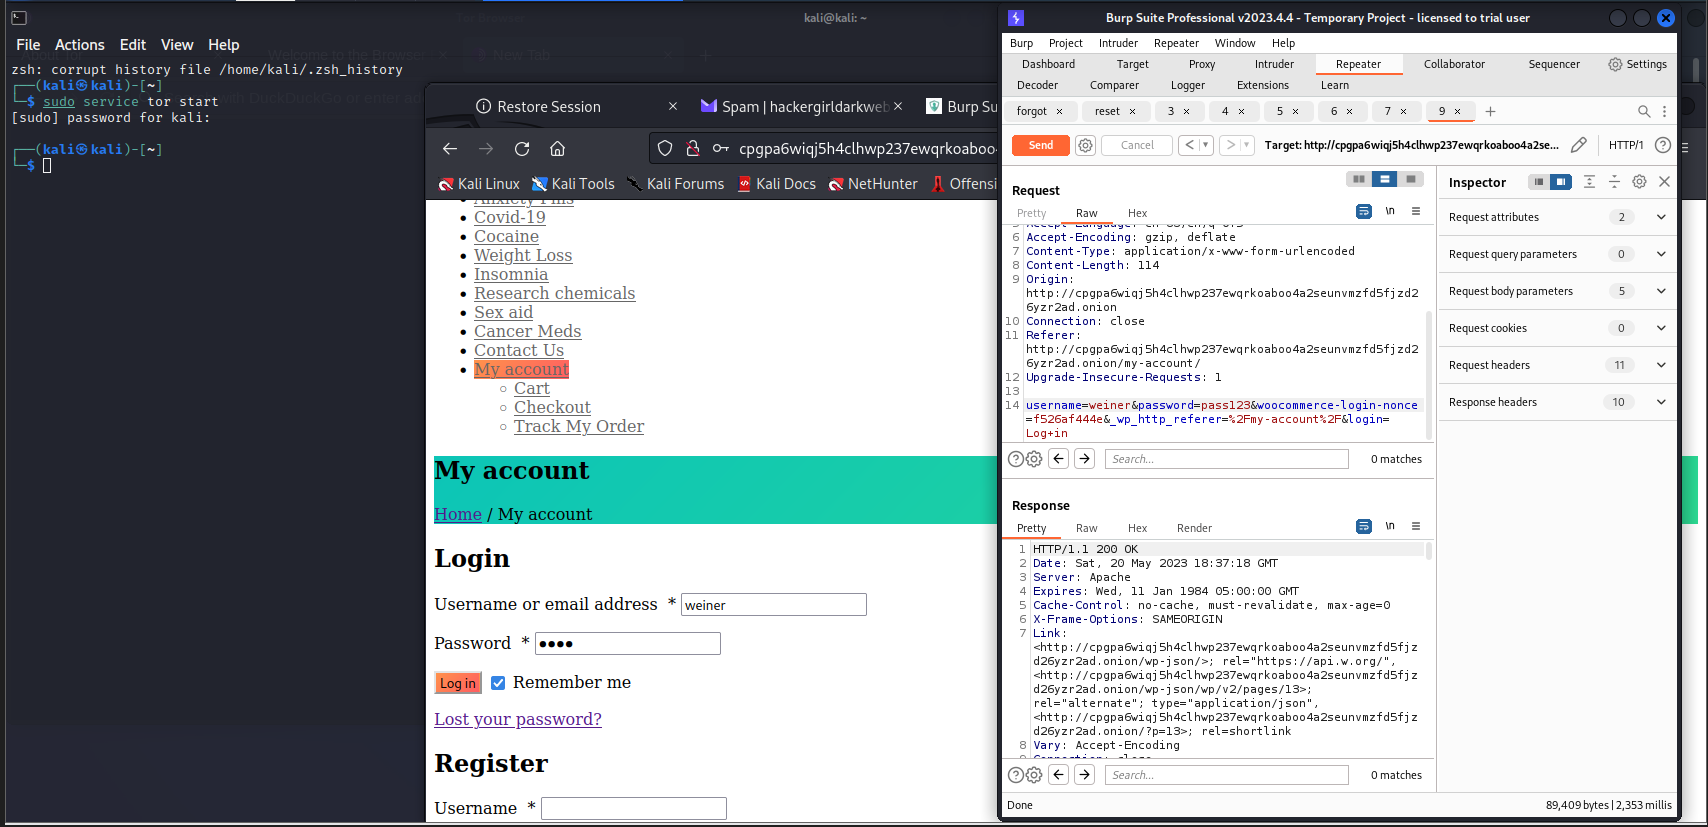 kali@kali: ~
File Actions Edit View Help
zsh: corrupt history file /home/kali/.zsh_history
┌──(kali㉿kali)-[~]
└─$ sudo service tor start
[sudo] password for kali:
┌──(kali㉿kali)-[~]
└─$
Restore Session
Spam | hackergirldarkweb
Burp Su
cpgpa6wiqj5h4clhwp237ewqrkoaboo4
Kali Linux Kali Tools Kali Forums Kali Docs NetHunter Offensi
Anxiety Pills
Covid-19
Cocaine
Weight Loss
Insomnia
Research chemicals
Sex aid
Cancer Meds
Contact Us
My account
Cart
Checkout
Track My Order
My account
Home / My account
Login
Username or email address * weiner
Password * ••••
Log in Remember me
Lost your password?
Register
Username *
Burp Suite Professional v2023.4.4 - Temporary Project - licensed to trial user
Burp Project Intruder Repeater Window Help
Dashboard Target Proxy Intruder Repeater Collaborator Sequencer Settings
Decoder Comparer Logger Extensions Learn
forgot × reset × 3 × 4 × 5 × 6 × 7 × 9 × +
Send Cancel < > Target: http://cpgpa6wiqj5h4clhwp237ewqrkoaboo4a2se... HTTP/1
Request
Pretty Raw Hex \n
6 Accept-Encoding: gzip, deflate
7 Content-Type: application/x-www-form-urlencoded
8 Content-Length: 114
9 Origin:
http://cpgpa6wiqj5h4clhwp237ewqrkoaboo4a2seunvmzfd5fjzd2
6yzr2ad.onion
10 Connection: close
11 Referer:
http://cpgpa6wiqj5h4clhwp237ewqrkoaboo4a2seunvmzfd5fjzd2
6yzr2ad.onion/my-account/
12 Upgrade-Insecure-Requests: 1
13
14 username=weiner&password=pass123&woocommerce-login-nonce
=f526af444e&_wp_http_referer=%2Fmy-account%2F&login=
Log+in
Search... 0 matches
Response
Pretty Raw Hex Render \n
1 HTTP/1.1 200 OK
2 Date: Sat, 20 May 2023 18:37:18 GMT
3 Server: Apache
4 Expires: Wed, 11 Jan 1984 05:00:00 GMT
5 Cache-Control: no-cache, must-revalidate, max-age=0
6 X-Frame-Options: SAMEORIGIN
7 Link:
<http://cpgpa6wiqj5h4clhwp237ewqrkoaboo4a2seunvmzfd5fjz
d26yzr2ad.onion/wp-json/>; rel="https://api.w.org/",
<http://cpgpa6wiqj5h4clhwp237ewqrkoaboo4a2seunvmzfd5fjz
d26yzr2ad.onion/wp-json/wp/v2/pages/13>;
rel="alternate"; type="application/json",
<http://cpgpa6wiqj5h4clhwp237ewqrkoaboo4a2seunvmzfd5fjz
d26yzr2ad.onion/?p=13>; rel=shortlink
8 Vary: Accept-Encoding
Search... 0 matches
Inspector
Request attributes 2
Request query parameters 0
Request body parameters 5
Request cookies 0
Request headers 11
Response headers 10
Done
89,409 bytes | 2,353 millis